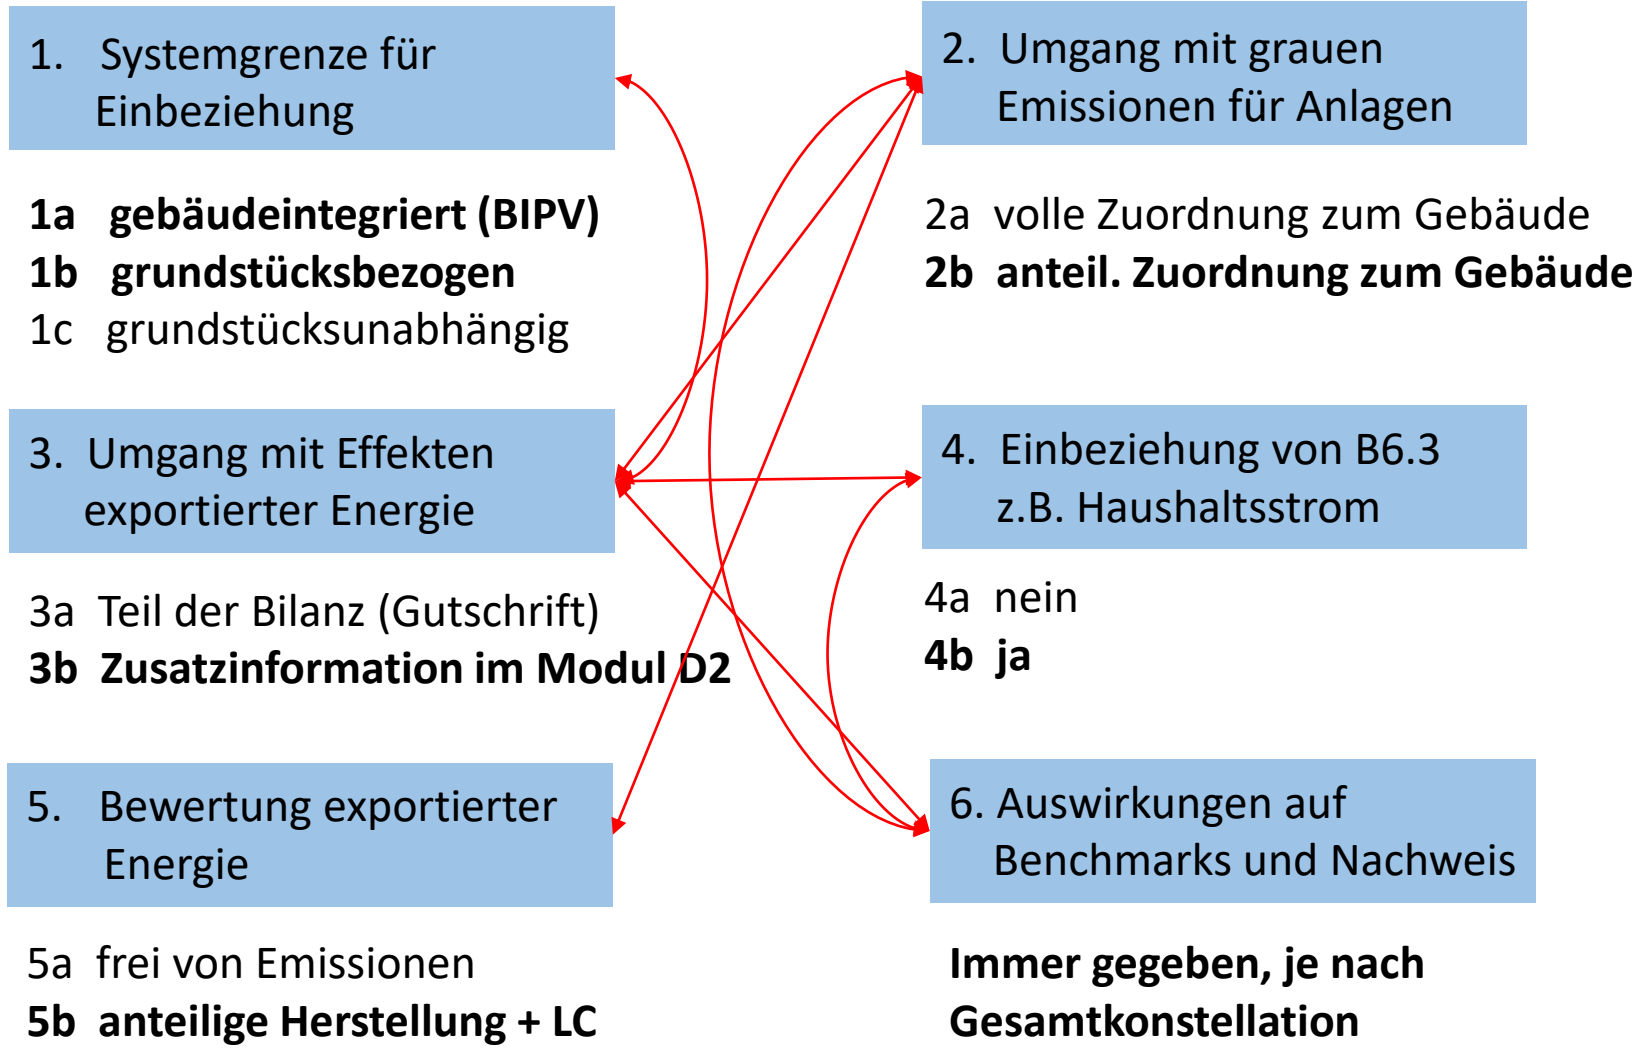 1. Systemgrenze für
Einbeziehung
1a gebäudeintegriert (BIPV)
1b grundstücksbezogen
1c grundstücksunabhängig
2. Umgang mit grauen
Emissionen für Anlagen
2a volle Zuordnung zum Gebäude
2b anteil. Zuordnung zum Gebäude
3. Umgang mit Effekten
exportierter Energie
3a Teil der Bilanz (Gutschrift)
3b Zusatzinformation im Modul D2
4. Einbeziehung von B6.3
z.B. Haushaltsstrom
4a nein
4b ja
5. Bewertung exportierter
Energie
5a frei von Emissionen
5b anteilige Herstellung + LC
6. Auswirkungen auf
Benchmarks und Nachweis
Immer gegeben, je nach
Gesamtkonstellation